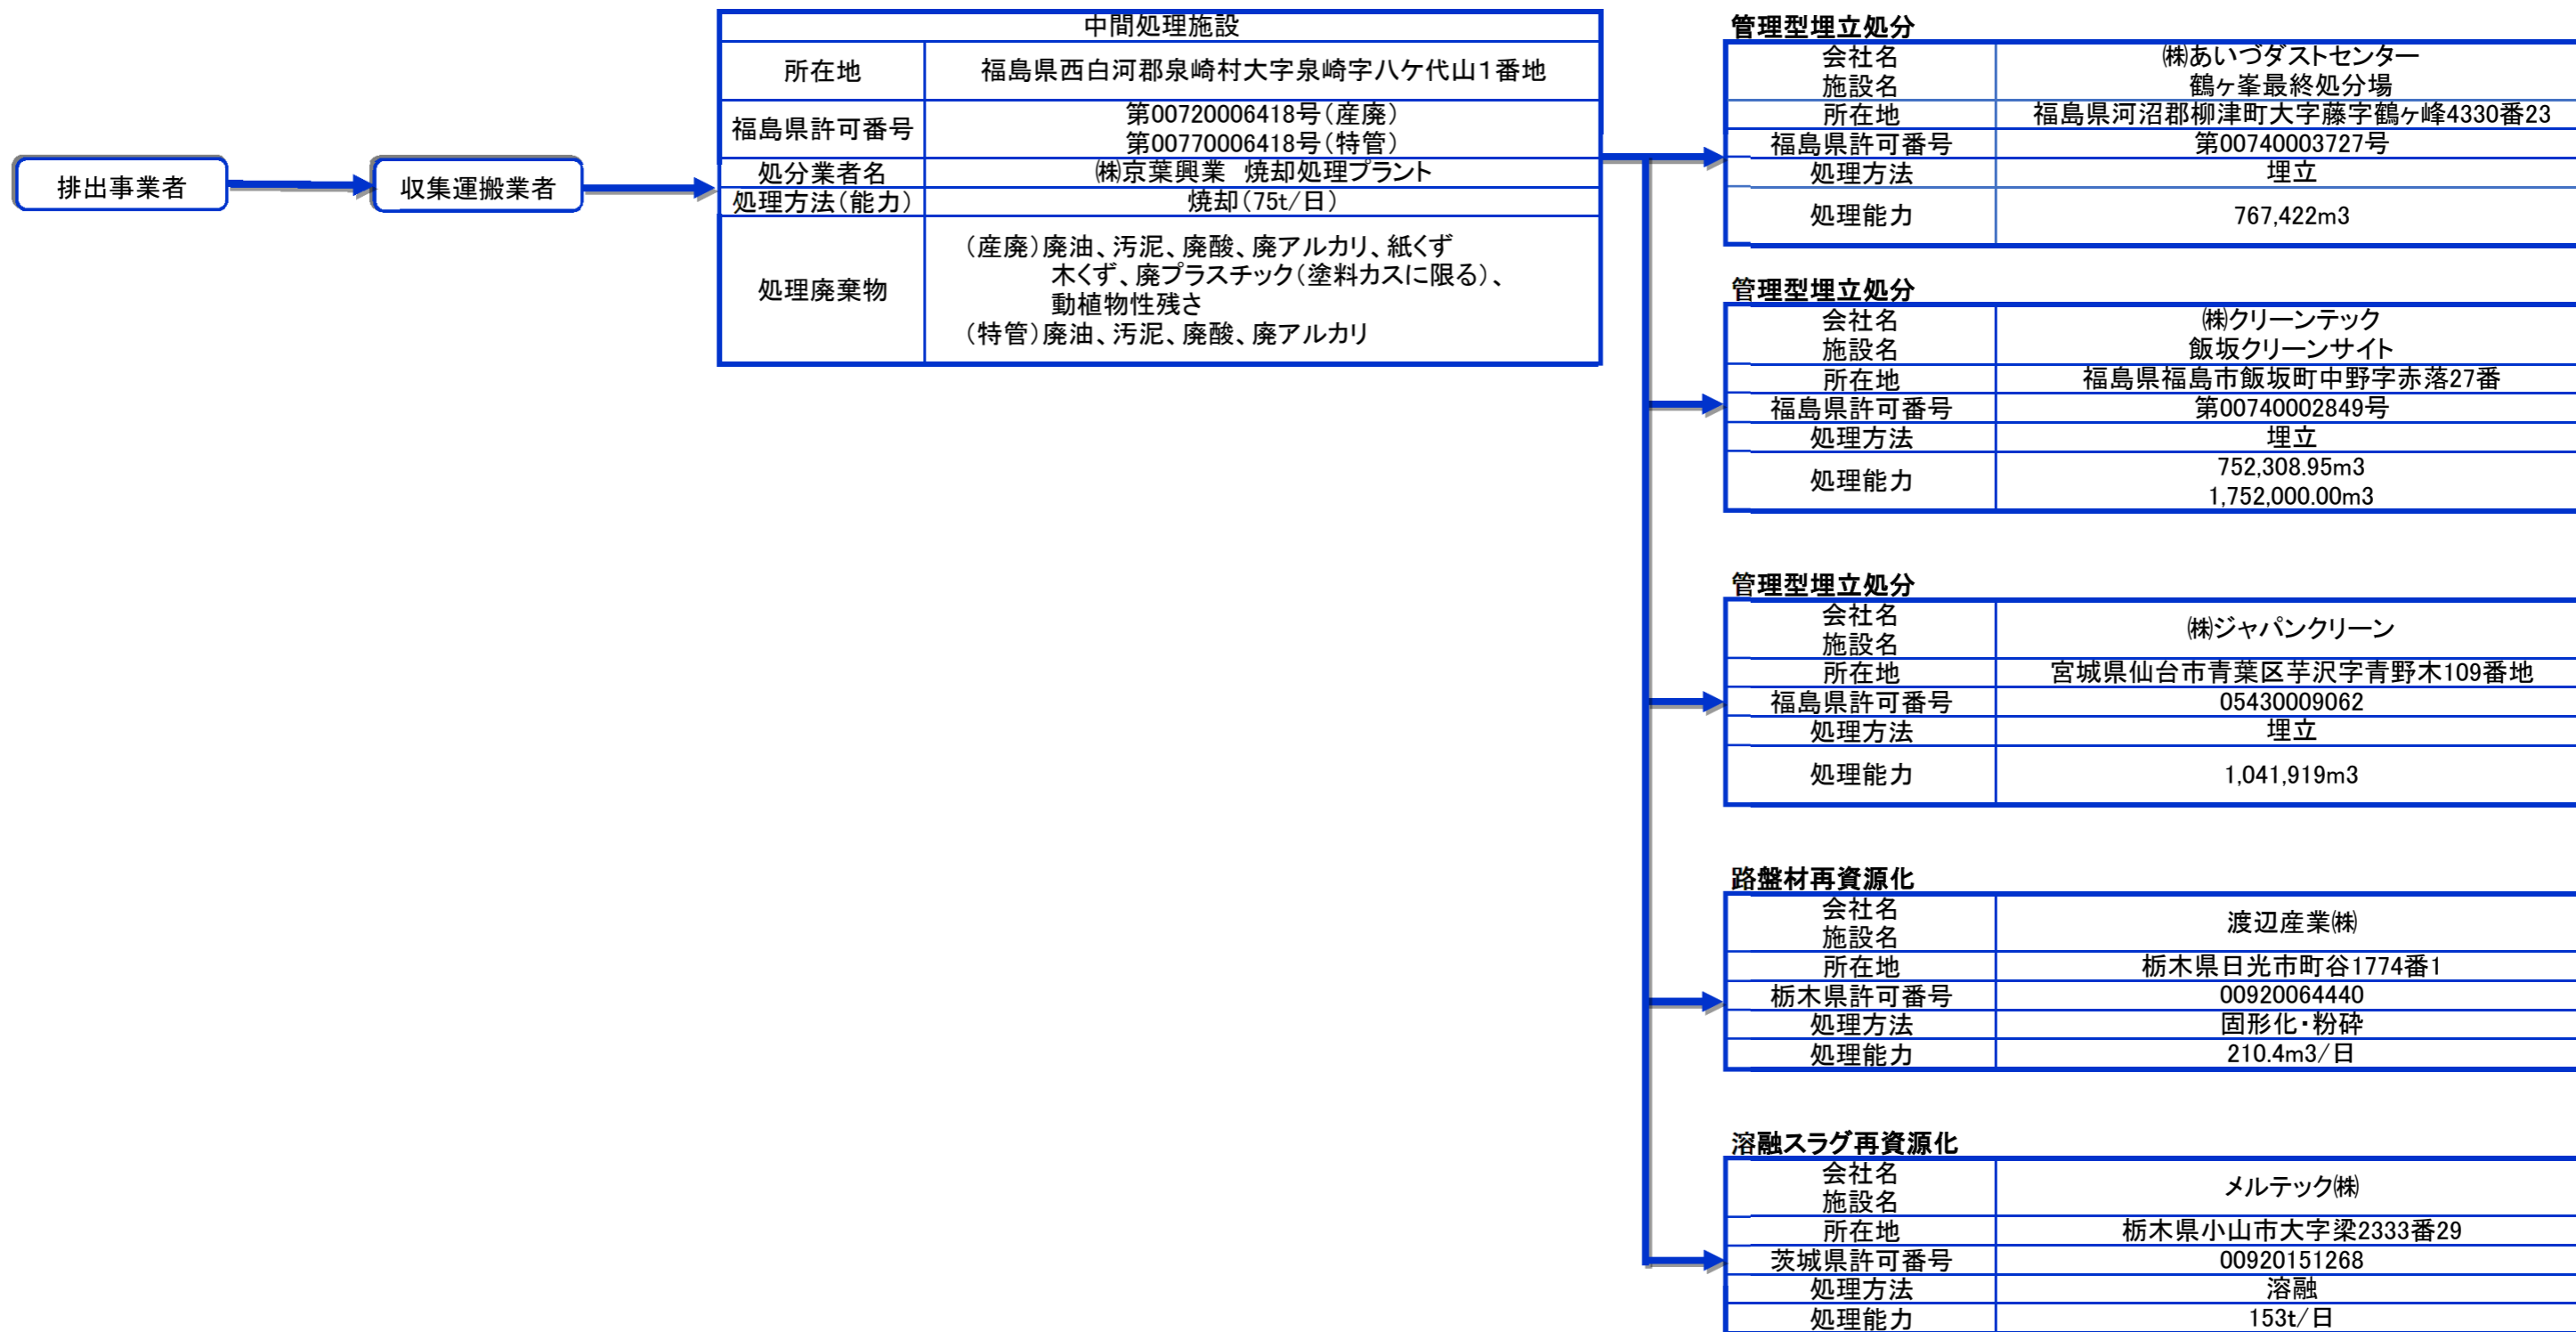 排出事業者
収集運搬業者
中間処理施設
所在地 福島県西白河郡泉崎村大字泉崎字八ケ代山1番地
福島県許可番号 第00720006418号(産廃)
第00770006418号(特管)
処分業者名 ㈱京葉興業 焼却処理プラント
処理方法(能力) 焼却(75t/日)
処理廃棄物 (産廃)廃油、汚泥、廃酸、廃アルカリ、紙くず
木くず、廃プラスチック(塗料カスに限る)、
動植物性残さ
(特管)廃油、汚泥、廃酸、廃アルカリ
管理型埋立処分
会社名 ㈱あいづダストセンター
施設名 鶴ヶ峯最終処分場
所在地 福島県河沼郡柳津町大字藤字鶴ヶ峰4330番23
福島県許可番号 第00740003727号
処理方法 埋立
処理能力 767,422m3
管理型埋立処分
会社名 ㈱クリーンテック
施設名 飯坂クリーンサイト
所在地 福島県福島市飯坂町中野字赤落27番
福島県許可番号 第00740002849号
処理方法 埋立
処理能力 752,308.95m3
1,752,000.00m3
管理型埋立処分
会社名
施設名 ㈱ジャパンクリーン
所在地 宮城県仙台市青葉区芋沢字青野木109番地
福島県許可番号 05430009062
処理方法 埋立
処理能力 1,041,919m3
路盤材再資源化
会社名
施設名 渡辺産業㈱
所在地 栃木県日光市町谷1774番1
栃木県許可番号 00920064440
処理方法 固形化・粉砕
処理能力 210.4m3/日
溶融スラグ再資源化
会社名
施設名 メルテック㈱
所在地 栃木県小山市大字梁2333番29
茨城県許可番号 00920151268
処理方法 溶融
処理能力 153t/日